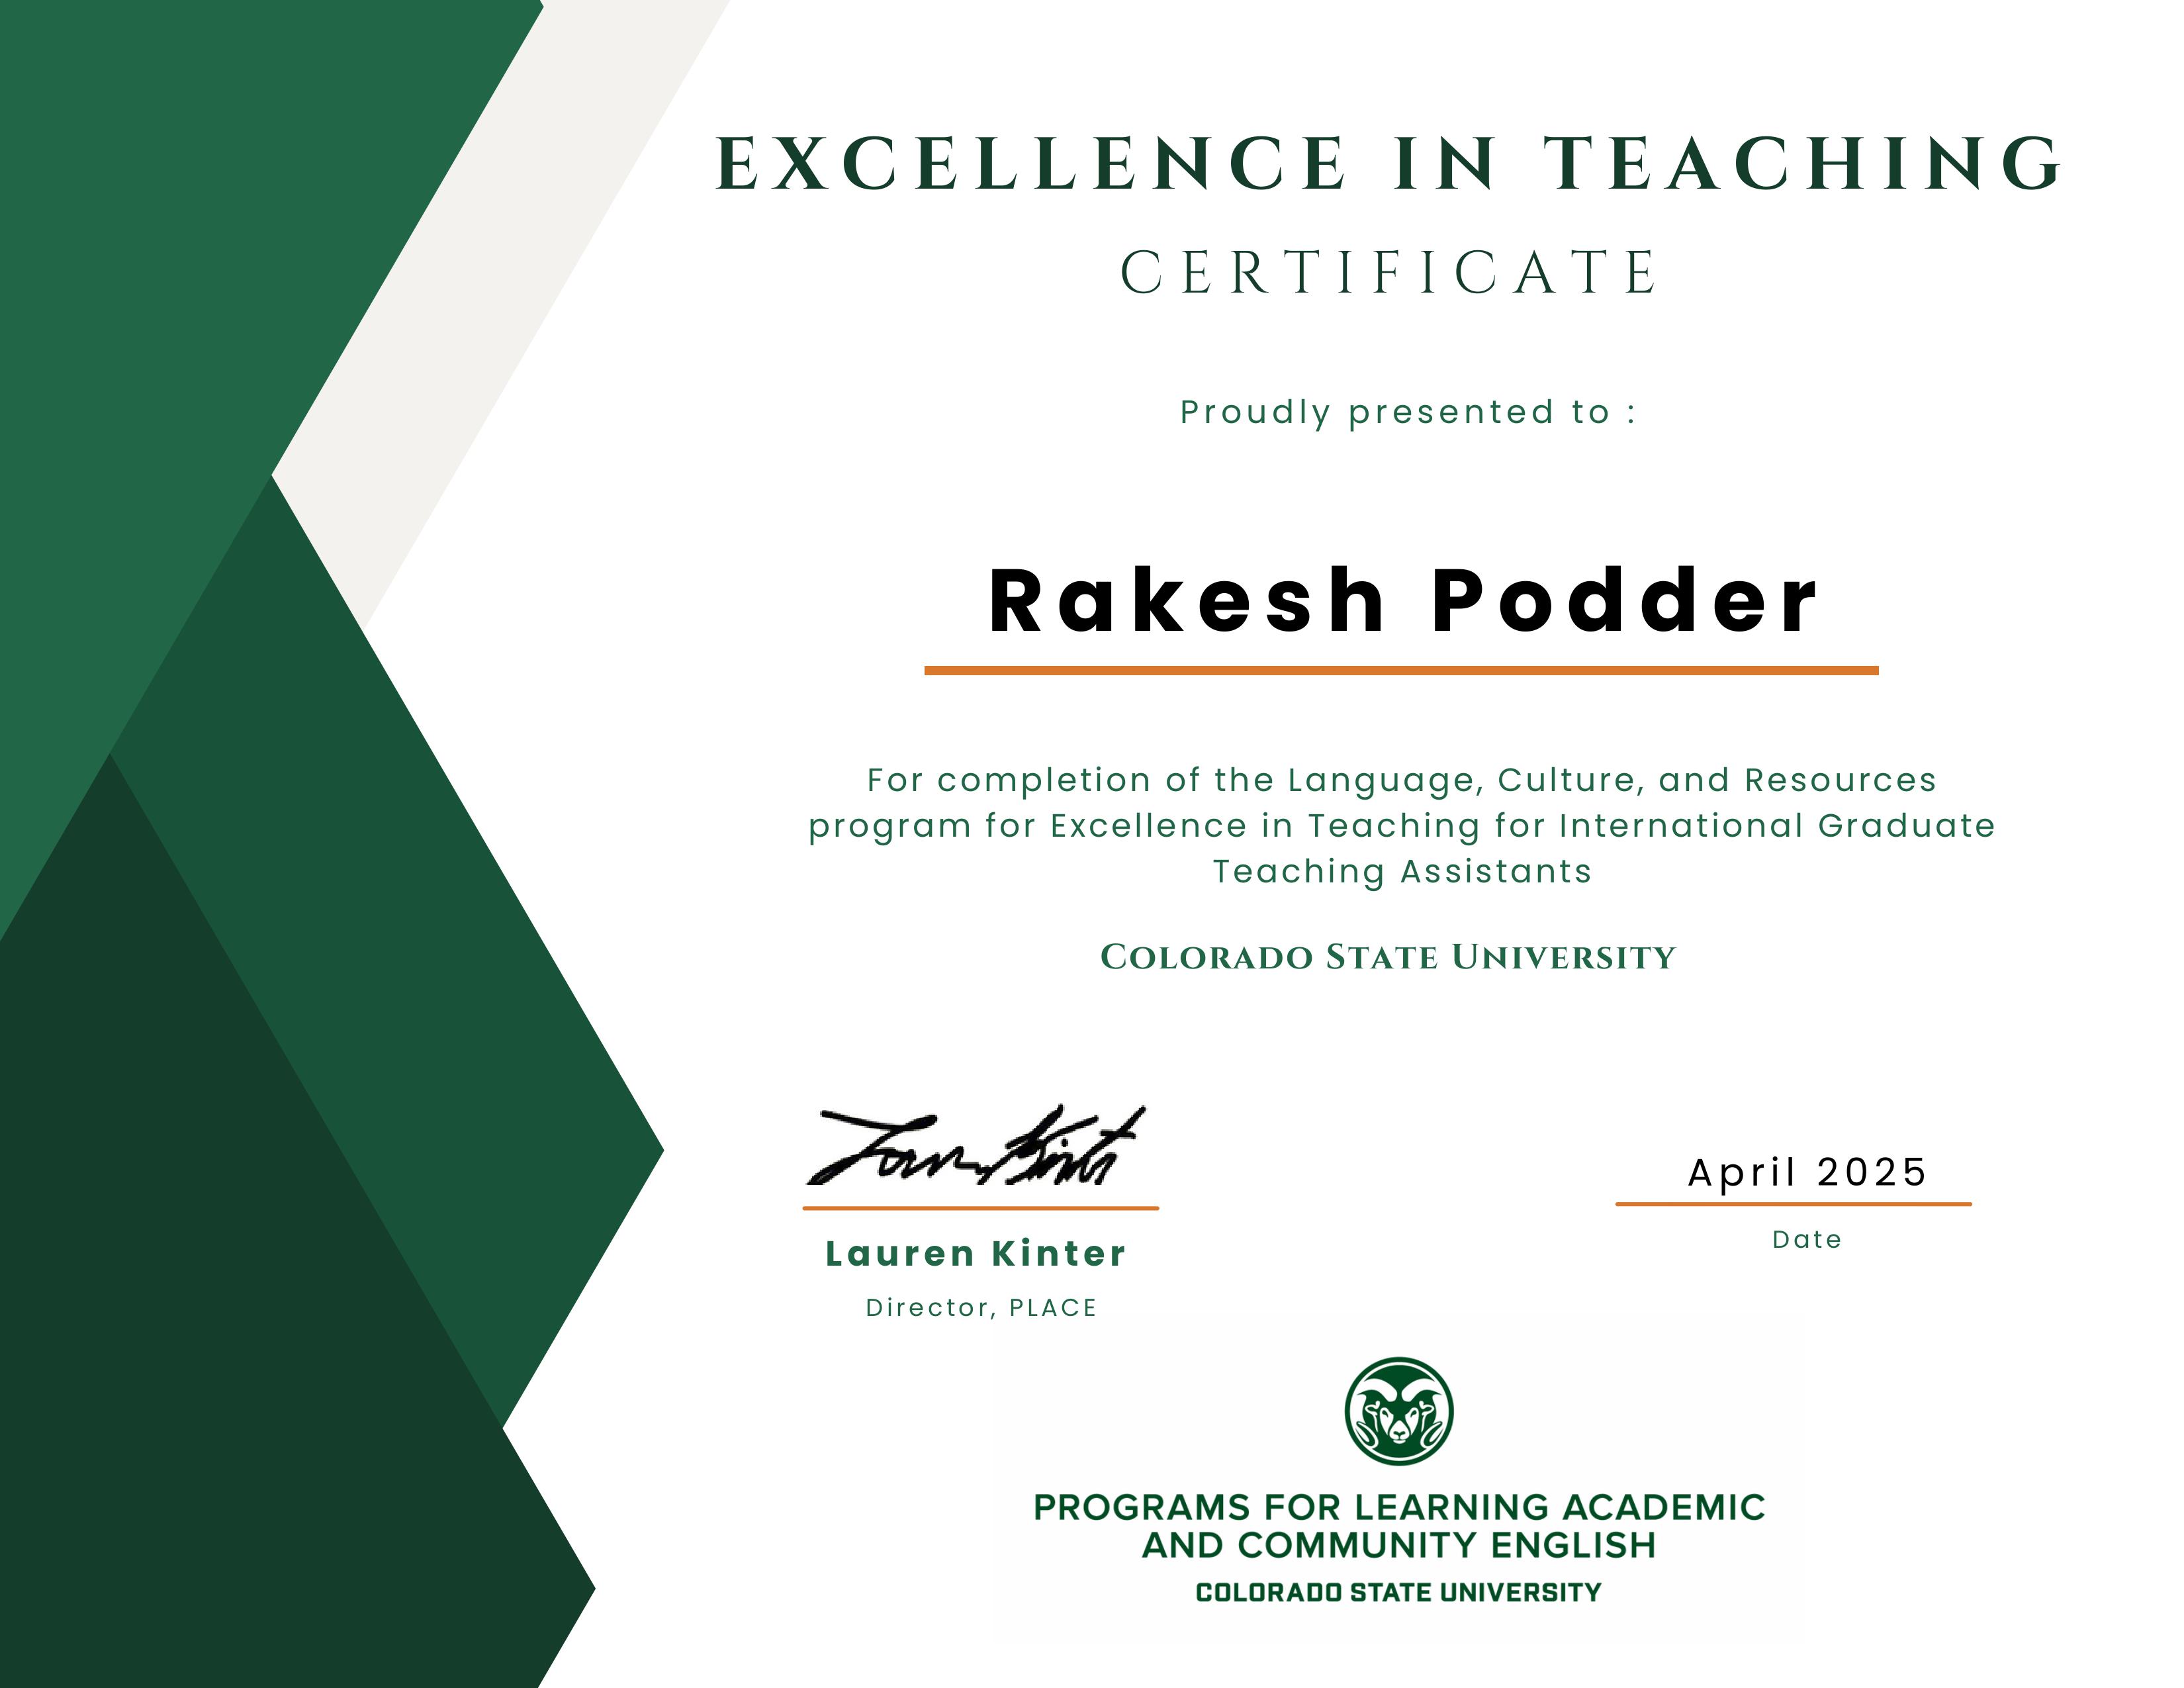 EXCELLENCE IN TEACHING
CERTIFICATE
Proudly presented to :
Rakesh Podder
For completion of the Language, Culture, and Resources
program for Excellence in Teaching for International Graduate
Teaching Assistants
Colorado State University
Lauren Kinter
April 2025
Lauren Kinter
Date
Director, PLACE
PROGRAMS FOR LEARNING ACADEMIC
AND COMMUNITY ENGLISH
COLORADO STATE UNIVERSITY